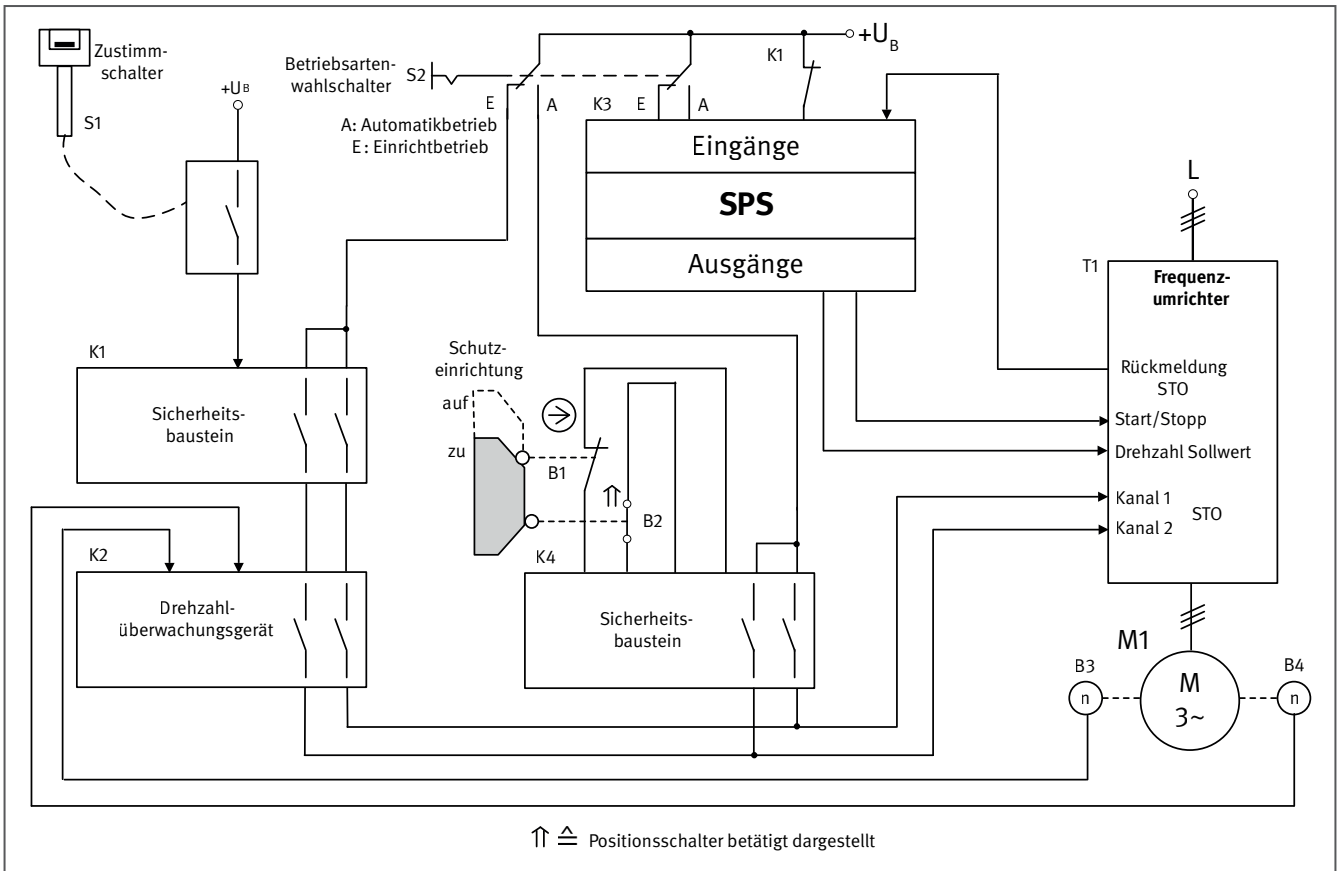 Zustimm-
schalter
S1
+UB
Betriebsarten-
wahlschalter
S2
E
A
A: Automatikbetrieb
E: Einrichtbetrieb
K3
E
A
K1
+UB
Eingänge
SPS
Ausgänge
L
T1
Frequenz-
umrichter
Rückmeldung
STO
Start/Stopp
Drehzahl Sollwert
Kanal 1
STO
Kanal 2
K1
Sicherheits-
baustein
Schutz-
einrichtung
auf
zu
B1
B2
K2
Drehzahl-
überwachungsgerät
K4
Sicherheits-
baustein
M1
M
3~
B3
n
B4
n
⇑ ≙ Positionsschalter betätigt dargestellt